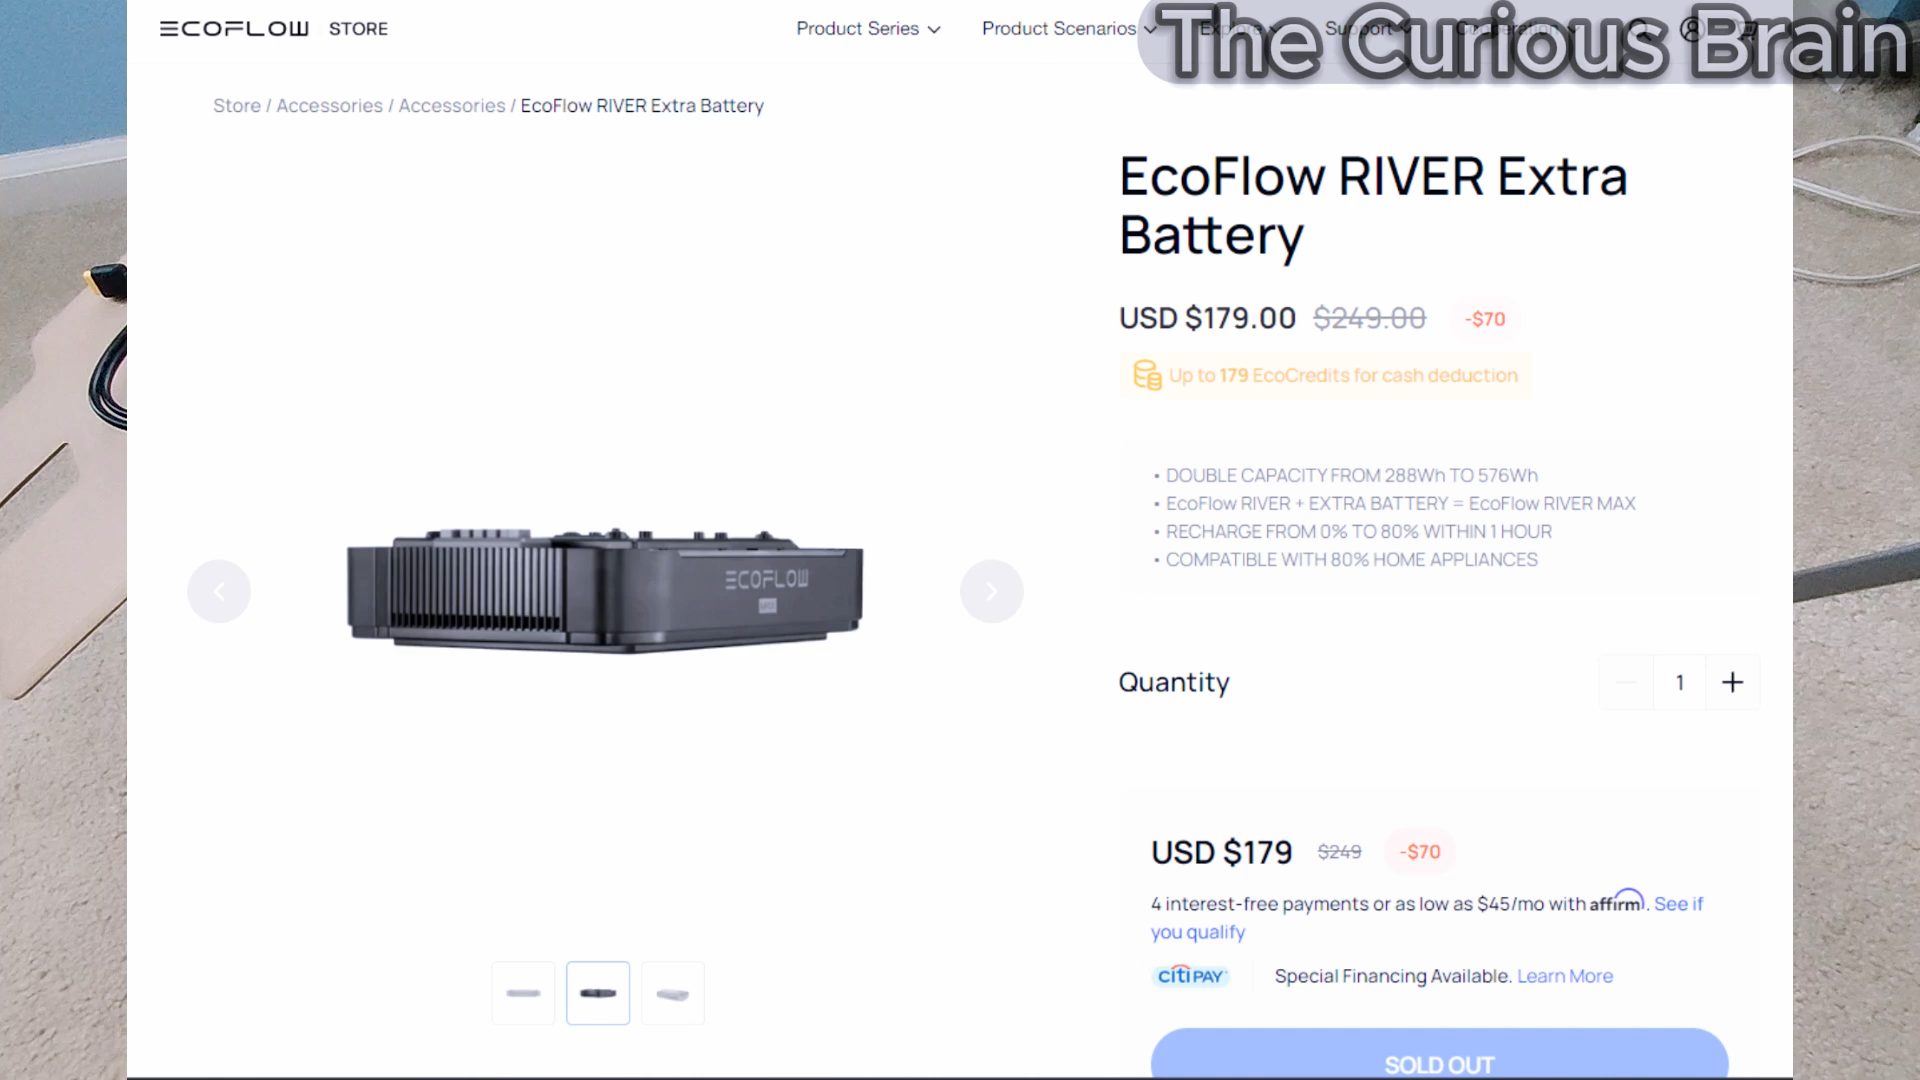 ECOFLOW STORE
Product Series
Product Scenarios
Explore
Support
Cooperation
The Curious Brain
Store / Accessories / Accessories / EcoFlow RIVER Extra Battery
EcoFlow RIVER Extra
Battery
USD $179.00 $249.00 -$70
Up to 179 EcoCredits for cash deduction
• DOUBLE CAPACITY FROM 288Wh TO 576Wh
• EcoFlow RIVER + EXTRA BATTERY = EcoFlow RIVER MAX
• RECHARGE FROM 0% TO 80% WITHIN 1 HOUR
• COMPATIBLE WITH 80% HOME APPLIANCES
ECOFLOW
Quantity
1
USD $179 $249 -$70
4 interest-free payments or as low as $45/mo with affirm. See if
you qualify
citi PAY Special Financing Available. Learn More
SOLD OUT